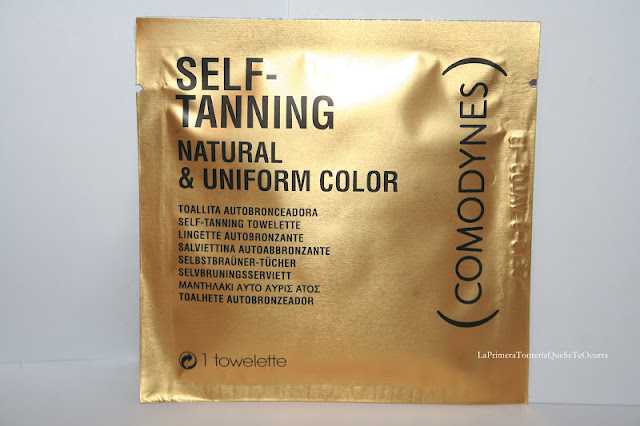 SELF-
TANNING
NATURAL
& UNIFORM COLOR
TOALLITA AUTOBRONCEADORA
SELF-TANNING TOWELETTE
LINGETTE AUTOBRONZANTE
SALVIETTINA AUTOABBRONZANTE
SELBSTBRAÜNER-TÜCHER
SELVBRUNINGSSERVIETT
ΜΑΝΤΗΛΑΚΙ ΑΥΤΟ ΑΥΡΙΣ ΑΤΟΣ
TOALHETE AUTOBRONZEADOR
1 towelette
(COMODYNES)
LaPrimeraTonteriaQueSeTeOcurra